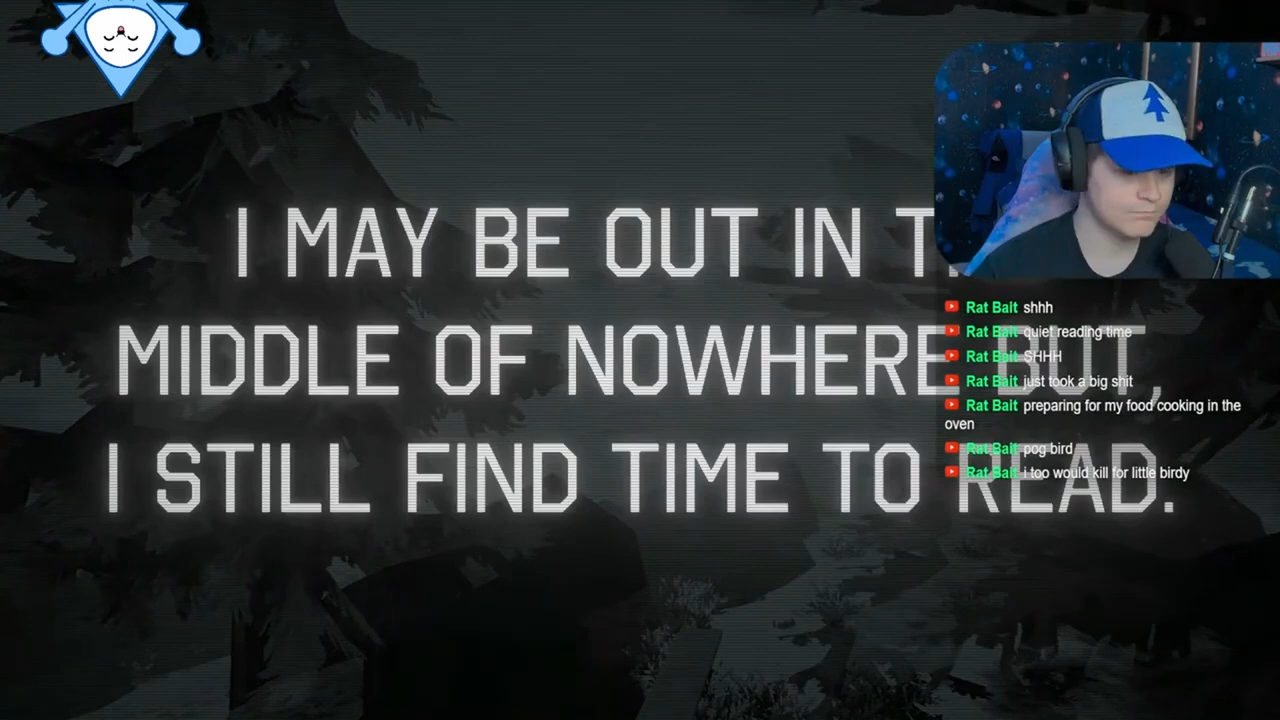 I MAY BE OUT IN T
MIDDLE OF NOWHERE BUT,
I STILL FIND TIME TO READ.
Rat Bait shhh
Rat Bait quiet reading time
Rat Bait SHHH
Rat Bait just took a big shit
Rat Bait preparing for my food cooking in the
oven
Rat Bait pog bird
Rat Bait i too would kill for little birdy